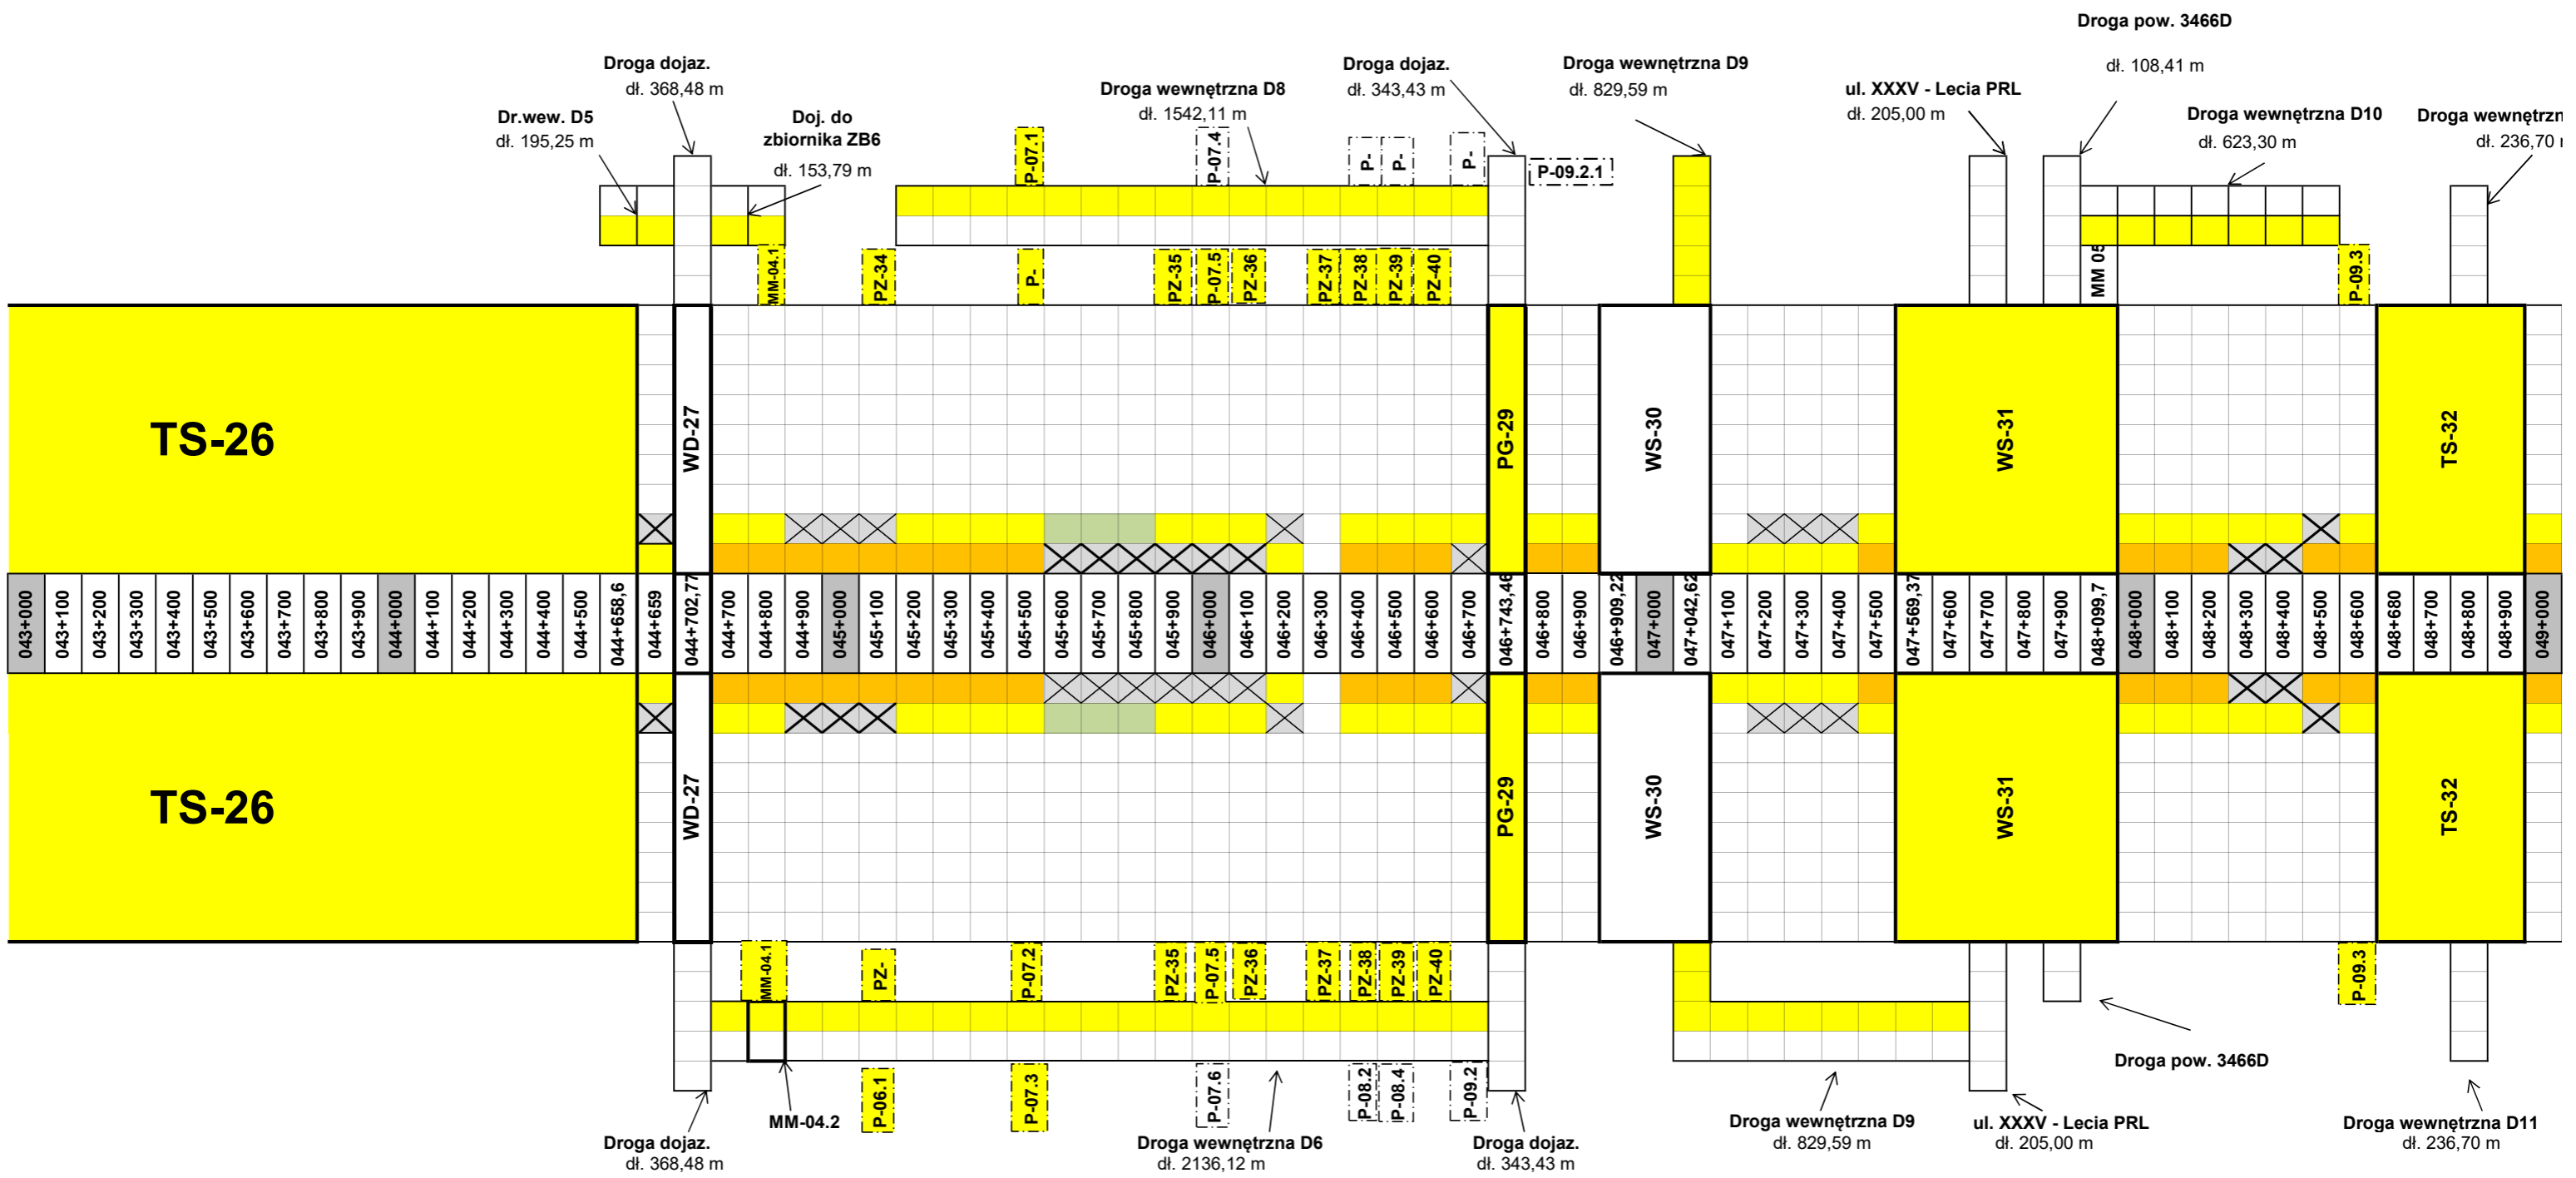 Droga pow. 3466D
dł. 108,41 m
Droga dojaz.
dł. 368,48 m
Droga wewnętrzna D8
dł. 1542,11 m
Droga dojaz.
dł. 343,43 m
Droga wewnętrzna D9
dł. 829,59 m
ul. XXXV - Lecia PRL
dł. 205,00 m
Droga wewnętrzna D10
dł. 623,30 m
Droga wewnętrzn
dł. 236,70
Dr.wew. D5
dł. 195,25 m
Doj. do
zbiornika ZB6
dł. 153,79 m
P-07.1
P-07.4
P-
P-
P-
P-09.2.1
MM-04.1
PZ-34
P-
PZ-35
P-07.5
PZ-36
PZ-37
PZ-38
PZ-39
PZ-40
MM 05
P-09.3
TS-26
WD-27
PG-29
WS-30
WS-31
TS-32
043+000
043+100
043+200
043+300
043+400
043+500
043+600
043+700
043+800
043+900
044+000
044+100
044+200
044+300
044+400
044+500
044+658,6
044+659
044+702,77
044+700
044+800
044+900
045+000
045+100
045+200
045+300
045+400
045+500
045+600
045+700
045+800
045+900
046+000
046+100
046+200
046+300
046+400
046+500
046+600
046+700
046+743,46
046+800
046+900
046+909,22
047+000
047+042,62
047+100
047+200
047+300
047+400
047+500
047+569,37
047+600
047+700
047+800
047+900
048+099,7
048+000
048+100
048+200
048+300
048+400
048+500
048+600
048+680
048+700
048+800
048+900
049+000
TS-26
WD-27
PG-29
WS-30
WS-31
TS-32
MM-04.1
PZ-
P-07.2
PZ-35
P-07.5
PZ-36
PZ-37
PZ-38
PZ-39
PZ-40
P-09.3
P-06.1
P-07.3
P-07.6
P-08.2
P-08.4
P-09.2
MM-04.2
Droga pow. 3466D
Droga dojaz.
dł. 368,48 m
Droga wewnętrzna D6
dł. 2136,12 m
Droga dojaz.
dł. 343,43 m
Droga wewnętrzna D9
dł. 829,59 m
ul. XXXV - Lecia PRL
dł. 205,00 m
Droga wewnętrzna D11
dł. 236,70 m